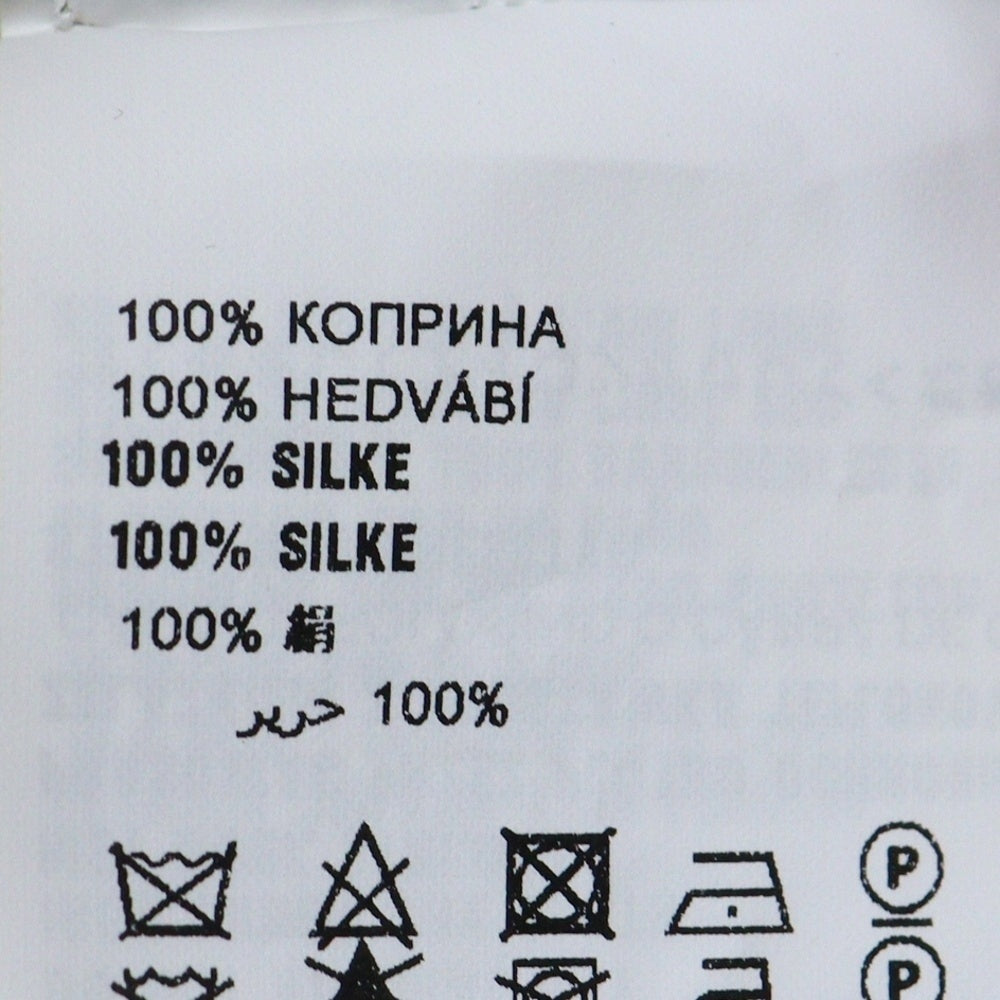 100% КОПРИНА
100% HEDVÁBÍ
100% SILKE
100% SILKE
100% 絹
100% حرير
P
P